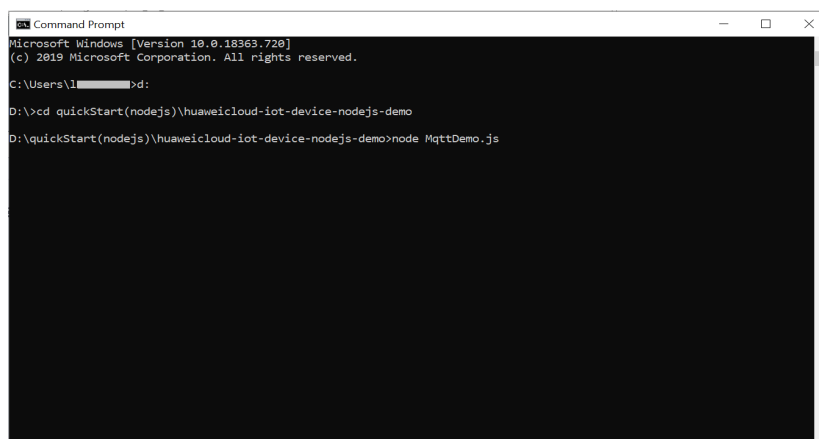 Command Prompt
Microsoft Windows [Version 10.0.18363.720]
(c) 2019 Microsoft Corporation. All rights reserved.
C:\Users\l >d:
D:\>cd quickStart(nodejs)\huaweicloud-iot-device-nodejs-demo
D:\quickStart(nodejs)\huaweicloud-iot-device-nodejs-demo>node MqttDemo.js